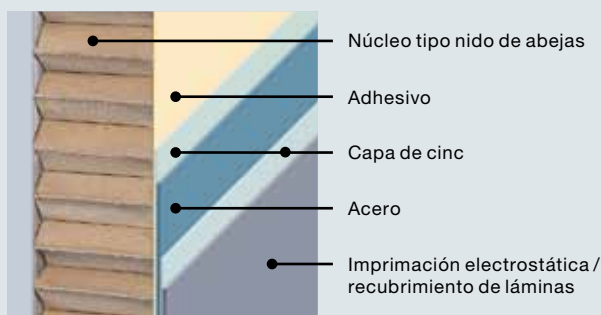 Núcleo tipo nido de abejas
Adhesivo
Capa de cinc
Acero
Imprimación electrostática /
recubrimiento de láminas